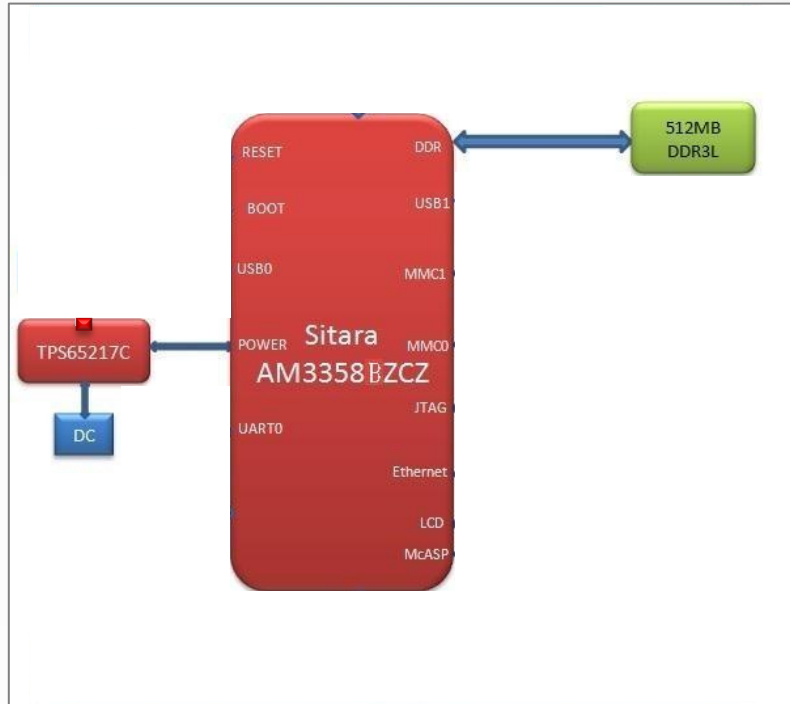 RESET
BOOT
USB0
POWER
UART0
Sitara
AM3358BZCZ
DDR
USB1
MMC1
MMC0
JTAG
Ethernet
LCD
McASP
512MB
DDR3L
TPS65217C
DC